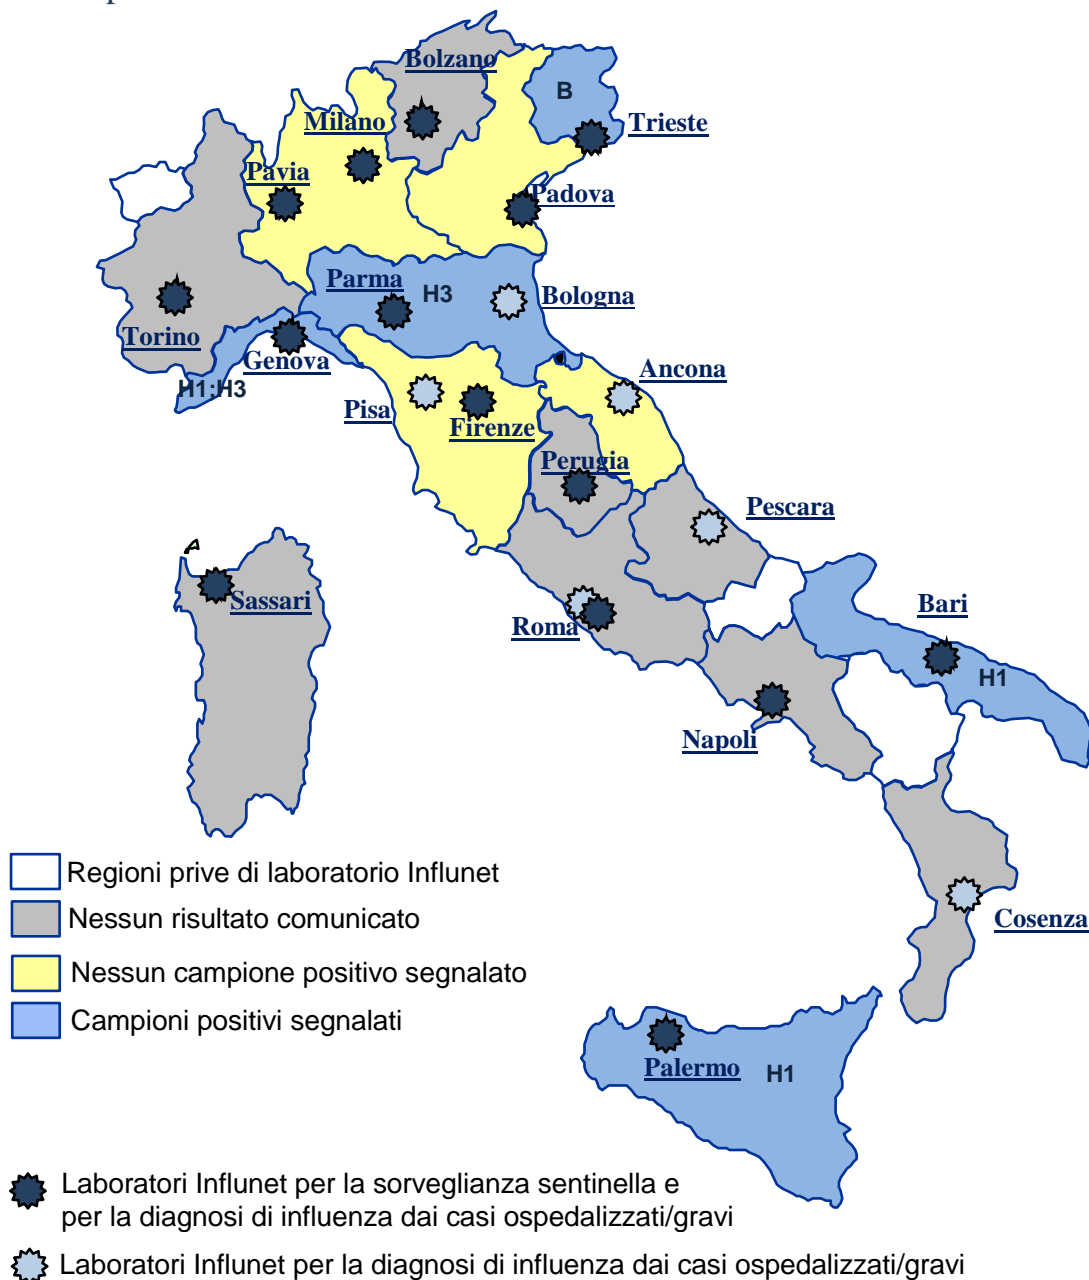 Bolzano
B
Milano
Trieste
Pavia
Padova
Parma
H3
Bologna
Torino
Genova
H1:H3
Ancona
Pisa
Firenze
Perugia
Pescara
Sassari
Roma
Bari
H1
Napoli
Regioni prive di laboratorio Influnet
Nessun risultato comunicato
Cosenza
Nessun campione positivo segnalato
Campioni positivi segnalati
Palermo
H1
Laboratori Influnet per la sorveglianza sentinella e
per la diagnosi di influenza dai casi ospedalizzati/gravi
Laboratori Influnet per la diagnosi di influenza dai casi ospedalizzati/gravi